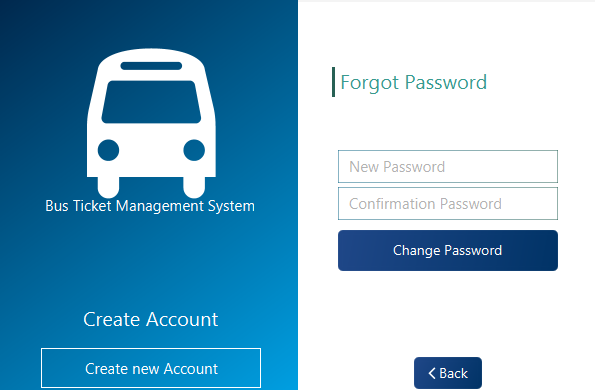 Bus Ticket Management System
Create Account
Create new Account
Forgot Password
New Password
Confirmation Password
Change Password
Back